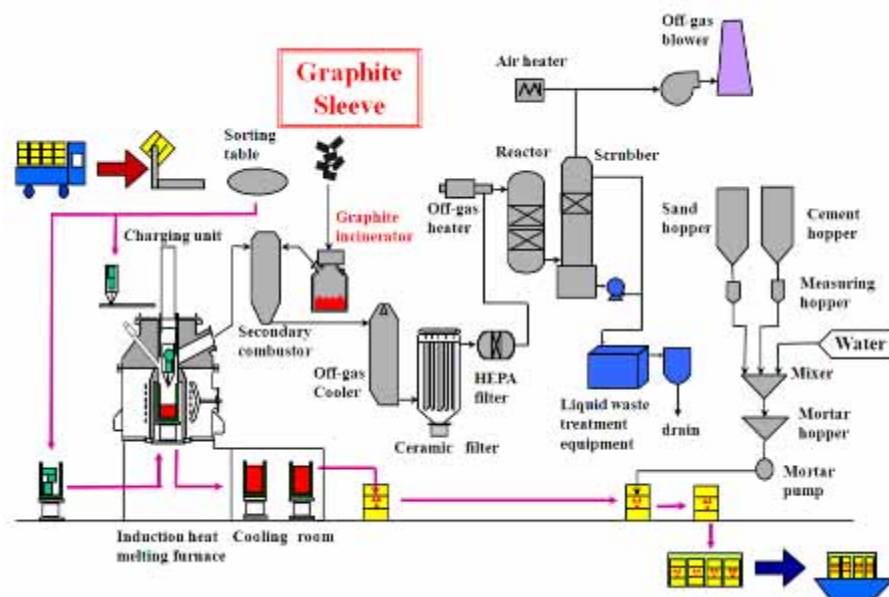 Off-gas
blower
Air heater
Graphite
Sleeve
Sorting
table
Reactor
Scrubber
Graphite
incinerator
Off-gas
heater
Sand
hopper
Cement
hopper
Charging unit
Measuring
hopper
Secondary
combustor
Water
Off-gas
Cooler
HEPA
filter
Mixer
Liquid waste
treatment
equipment
drain
Mortar
hopper
Ceramic filter
Mortar
pump
Induction heat
melting furnace
Cooling room